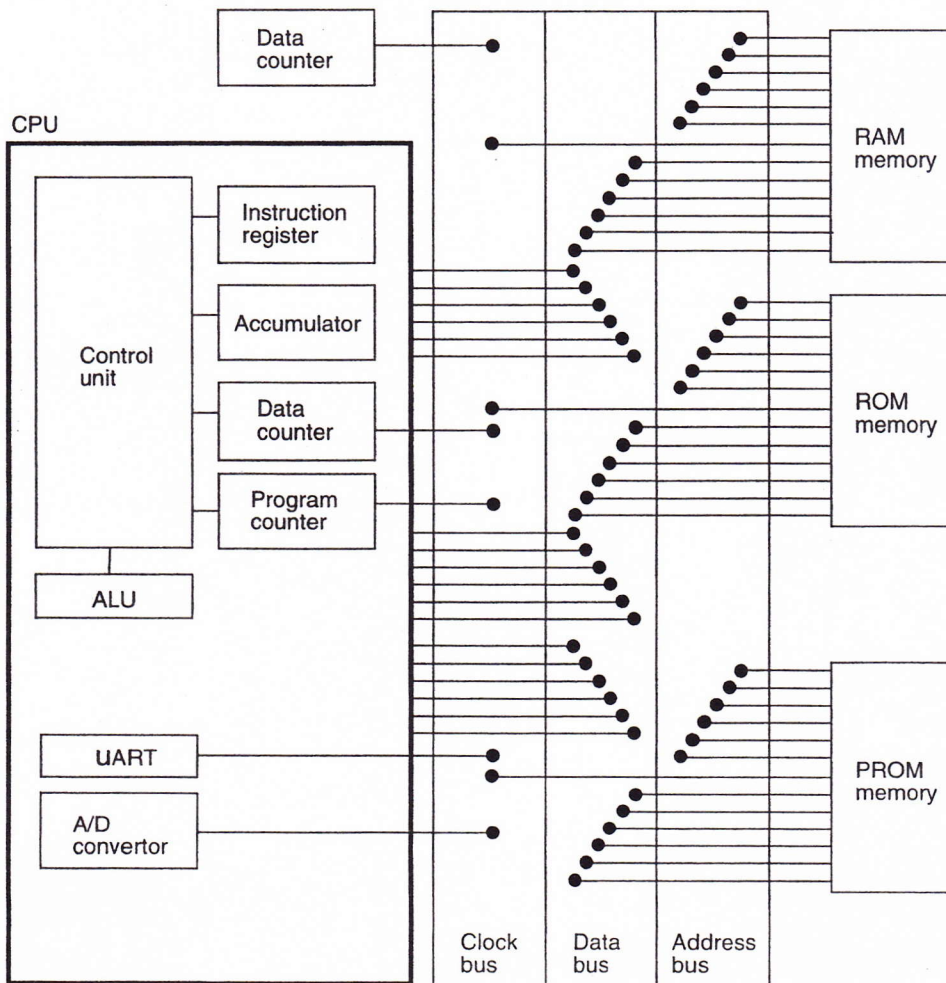 Data
counter
CPU
Control
unit
Instruction
register
Accumulator
Data
counter
Program
counter
ALU
UART
A/D
convertor
RAM
memory
ROM
memory
PROM
memory
Clock
bus
Data
bus
Address
bus